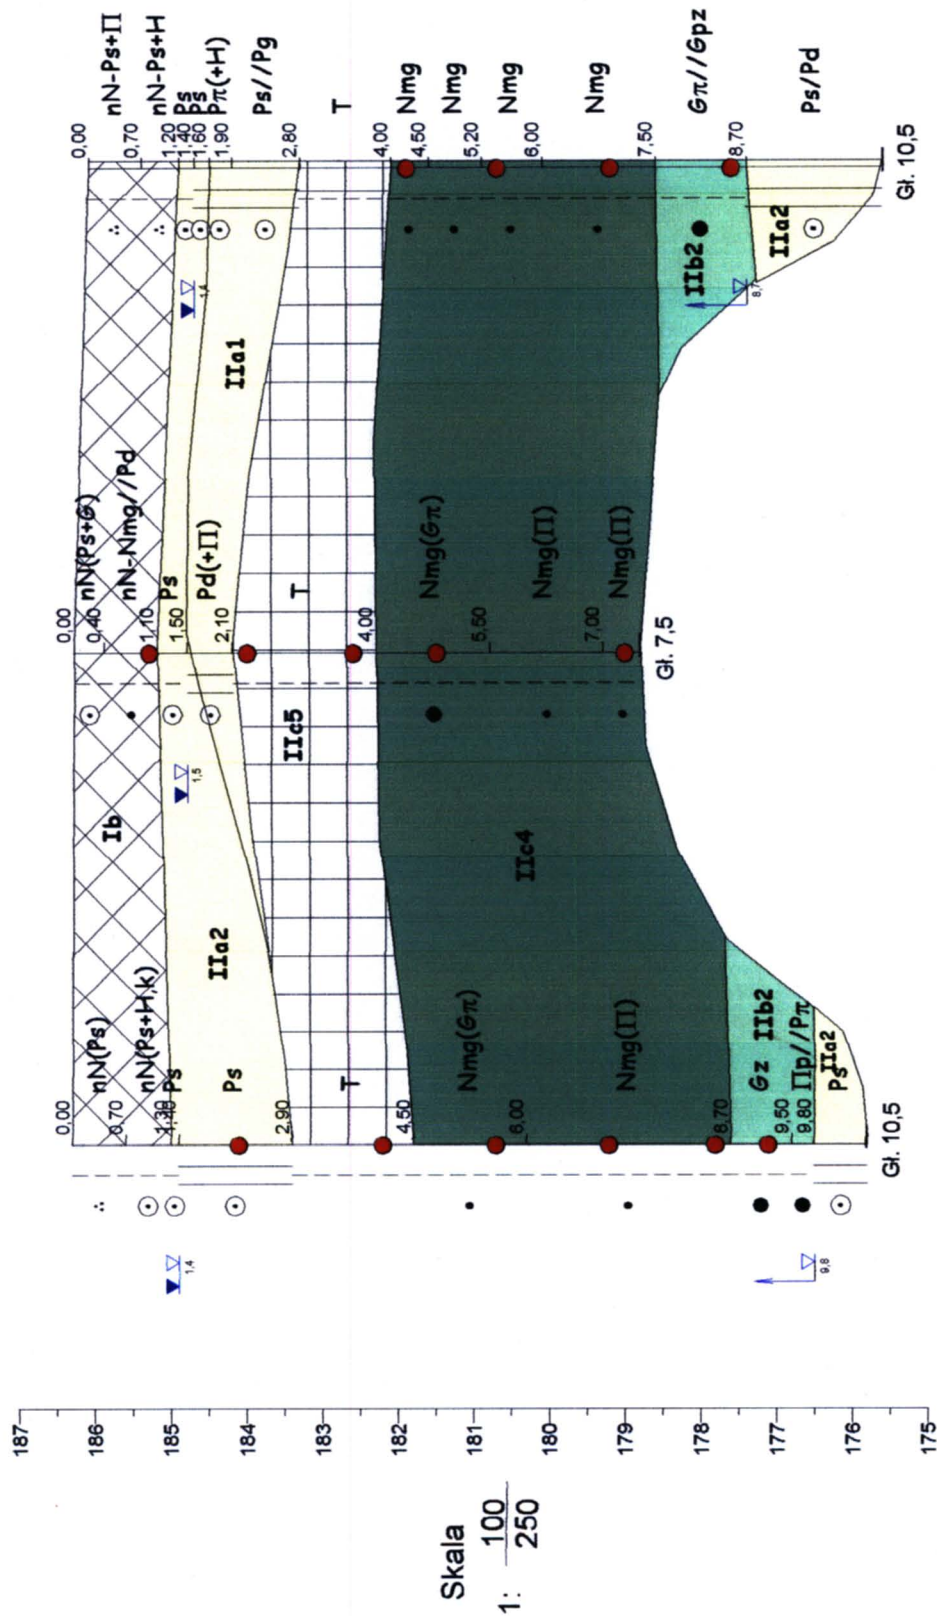 187
186
185
184
183
182
181
180
179
178
177
176
175
Skala
1: 100
250
0,00
0,70
1,40
2,90
4,50
6,00
8,70
9,50
9,80
Gł. 10,5
nN(Ps)
nN(Ps+H,k)
Ps
Ps
T
Nmg(Gπ)
Nmg(Π)
Gz
Πp//Pπ
Ps
1,4
9,8
Ib
IIa2
IIc5
IIc4
IIb2
IIa2
0,00
0,40
1,10
1,50
2,10
4,00
5,50
7,00
Gł. 7,5
nN(Ps+G)
nN-Nmg//Pd
Ps
Pd(+Π)
T
Nmg(Gπ)
Nmg(Π)
Nmg(Π)
1,5
IIa1
IIb2
IIa2
1,4
8,7
0,00
0,70
1,20
1,40
1,60
1,90
2,80
4,00
4,50
5,20
6,00
7,50
8,70
Gł. 10,5
nN-Ps+Π
nN-Ps+H
Ps
Ps
Pπ(+H)
Ps//Pg
T
Nmg
Nmg
Nmg
Nmg
Gπ//Gpz
Ps/Pd